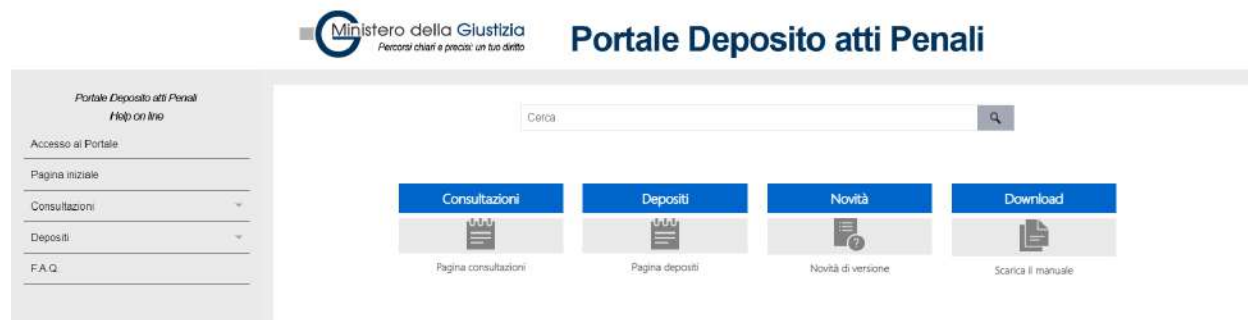 Ministero della Giustizia
Percorsi chiari e precisi: un tuo diritto
Portale Deposito atti Penali
Portale Deposito atti Penali
Help on line
Accesso al Portale
Pagina iniziale
Consultazioni
Depositi
F.A.Q.
Cerca
Consultazioni
Depositi
Novità
Download
Pagina consultazioni
Pagina depositi
Novità di versione
Scarica il manuale